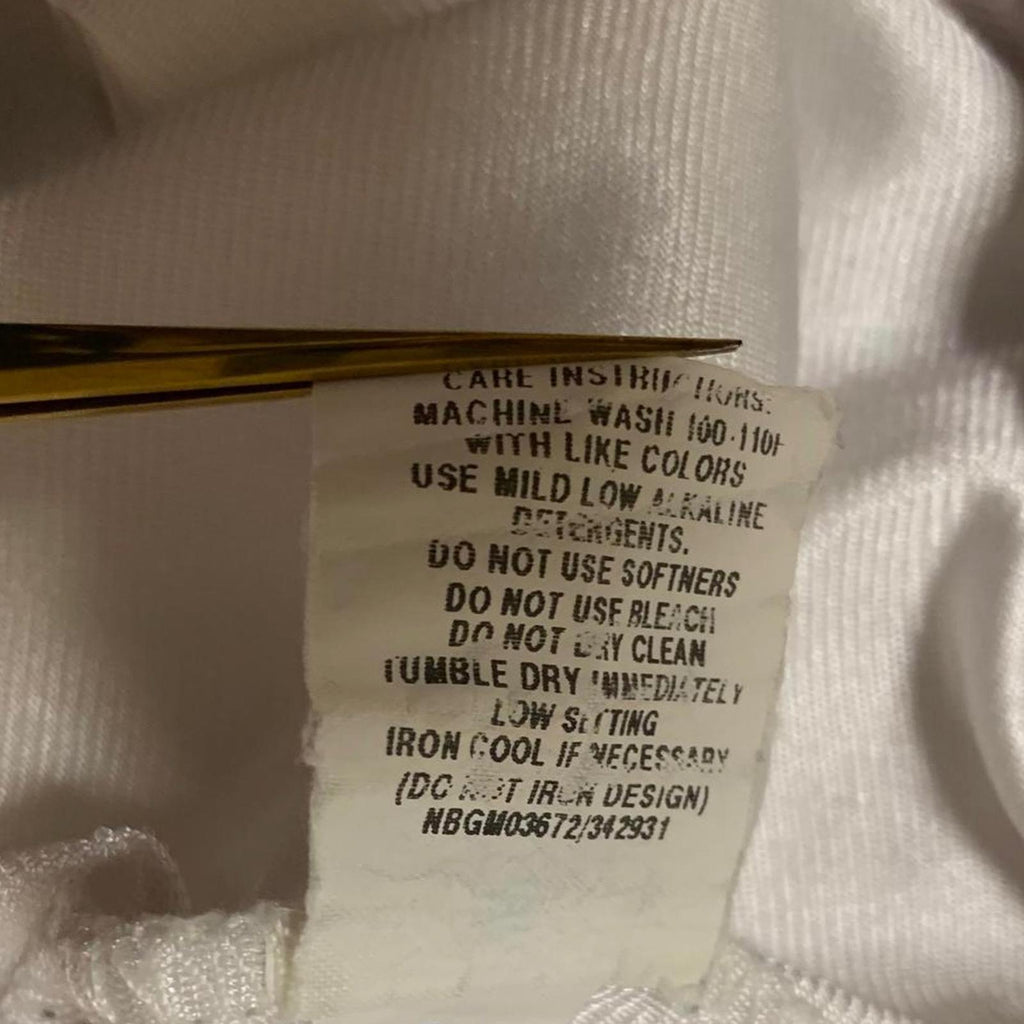 CARE INSTRUCTIONS:
MACHINE WASH 100-110F
WITH LIKE COLORS
USE MILD LOW ALKALINE
DETERGENTS.
DO NOT USE SOFTNERS
DO NOT USE BLEACH
DO NOT DRY CLEAN
TUMBLE DRY IMMEDIATELY
LOW SETTING
IRON COOL IF NECESSARY
(DO NOT IRON DESIGN)
NBGM03672/342931